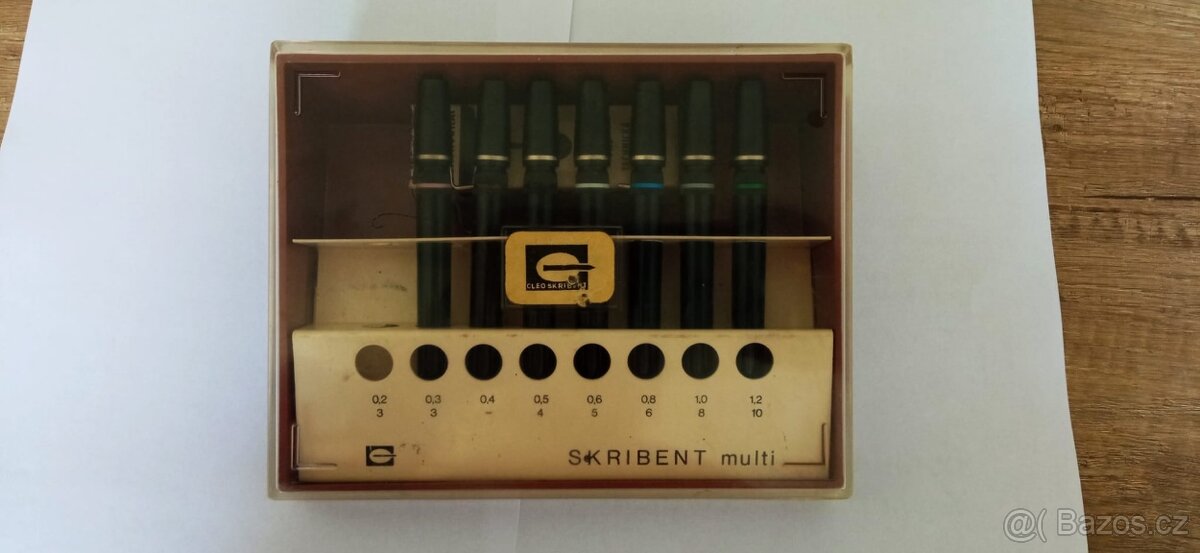 CLEO SKRIBENT
0,2 0,3 0,4 0,5 0,6 0,8 1,0 1,2
3 3 - 4 5 6 8 10
SKRIBENT multi
@( Bazos.cz